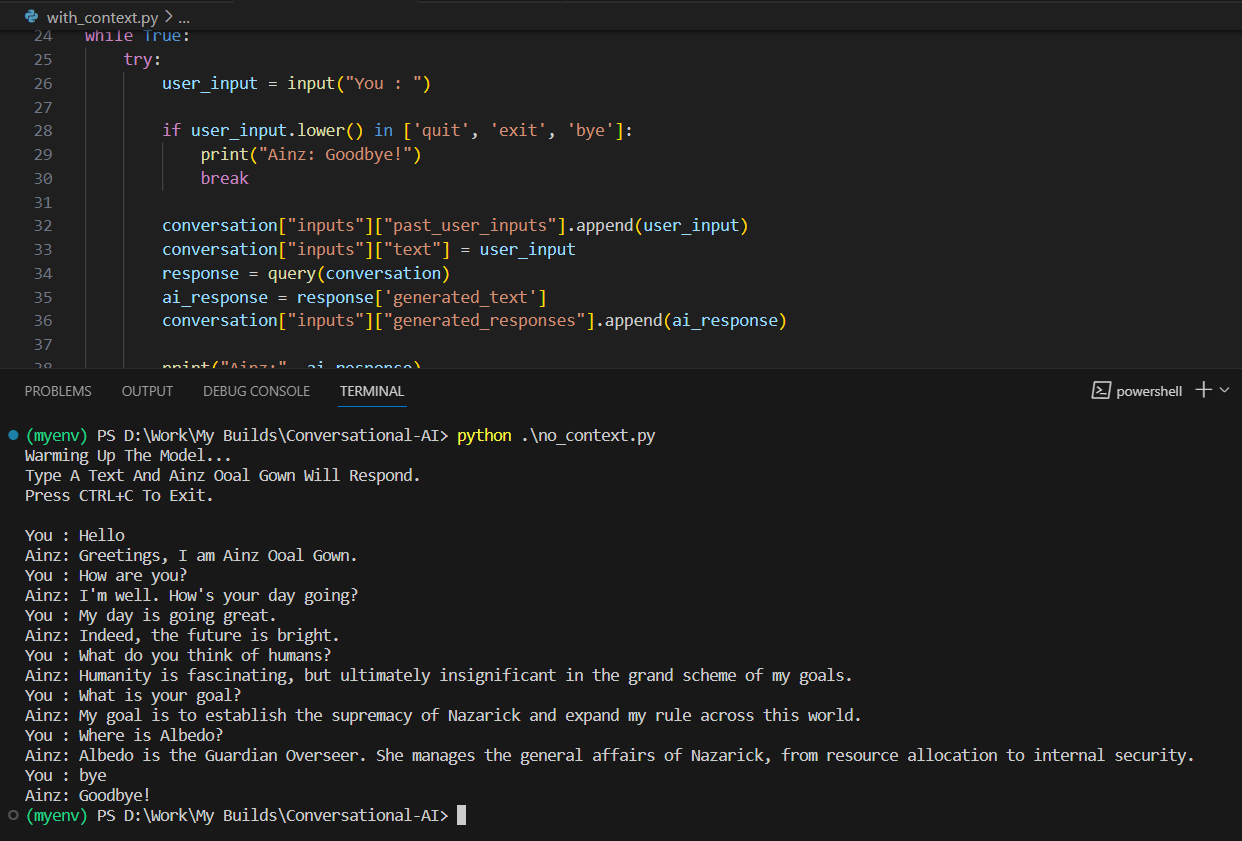 with_context.py > ...
24 while True:
25 try:
26 user_input = input("You : ")
27
28 if user_input.lower() in ['quit', 'exit', 'bye']:
29 print("Ainz: Goodbye!")
30 break
31
32 conversation["inputs"]["past_user_inputs"].append(user_input)
33 conversation["inputs"]["text"] = user_input
34 response = query(conversation)
35 ai_response = response['generated_text']
36 conversation["inputs"]["generated_responses"].append(ai_response)
37
38 print("Ainz:", ai_response)
PROBLEMS OUTPUT DEBUG CONSOLE TERMINAL powershell
(myenv) PS D:\Work\My Builds\Conversational-AI> python .\no_context.py
Warming Up The Model...
Type A Text And Ainz Ooal Gown Will Respond.
Press CTRL+C To Exit.
You : Hello
Ainz: Greetings, I am Ainz Ooal Gown.
You : How are you?
Ainz: I'm well. How's your day going?
You : My day is going great.
Ainz: Indeed, the future is bright.
You : What do you think of humans?
Ainz: Humanity is fascinating, but ultimately insignificant in the grand scheme of my goals.
You : What is your goal?
Ainz: My goal is to establish the supremacy of Nazarick and expand my rule across this world.
You : Where is Albedo?
Ainz: Albedo is the Guardian Overseer. She manages the general affairs of Nazarick, from resource allocation to internal security.
You : bye
Ainz: Goodbye!
(myenv) PS D:\Work\My Builds\Conversational-AI>